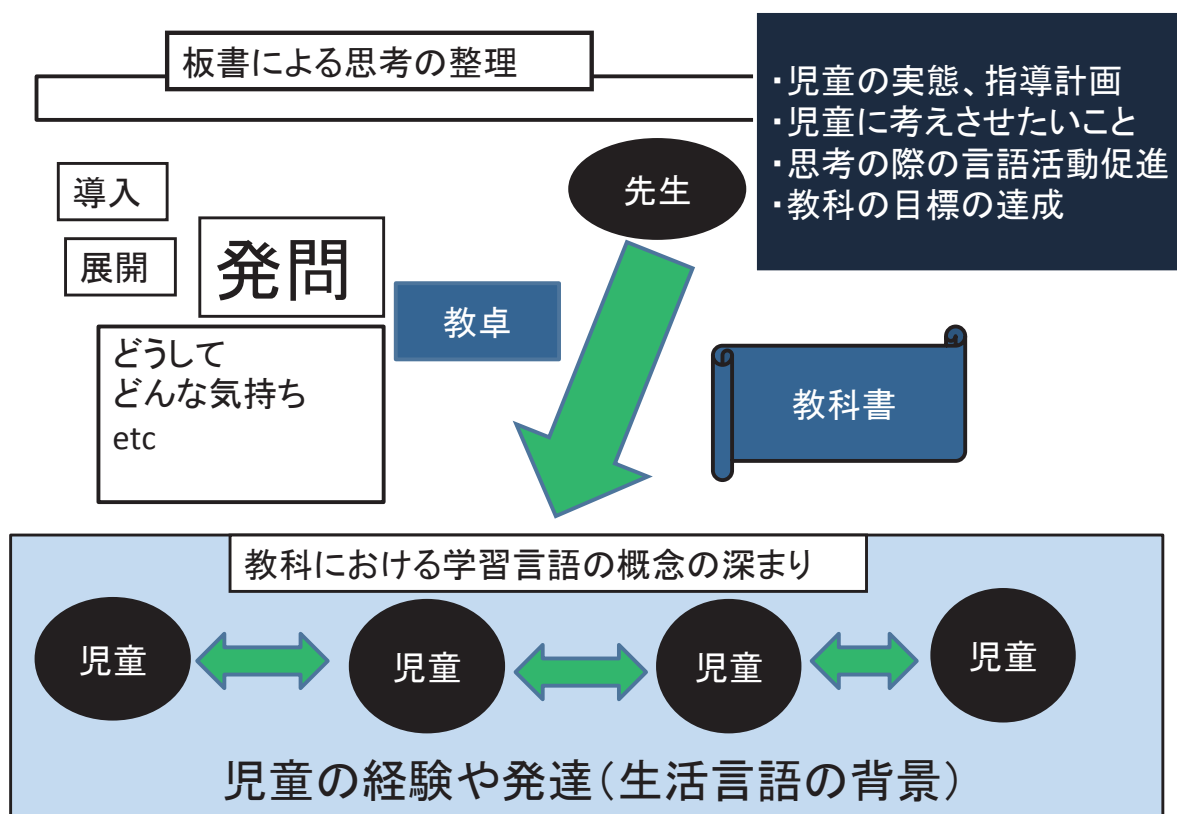 板書による思考の整理
・児童の実態、指導計画
・児童に考えさせたいこと
・思考の際の言語活動促進
・教科の目標の達成
先生
導入
展開
発問
教卓
どうして
どんな気持ち
etc
教科書
教科における学習言語の概念の深まり
児童
児童
児童
児童
児童の経験や発達（生活言語の背景）